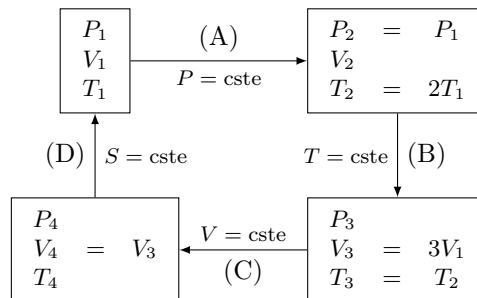 P₁
V₁
T₁
(A)
P = cste
P₂ = P₁
V₂
T₂ = 2T₁
(D)
S = cste
T = cste
(B)
P₄
V₄ = V₃
T₄
V = cste
(C)
P₃
V₃ = 3V₁
T₃ = T₂